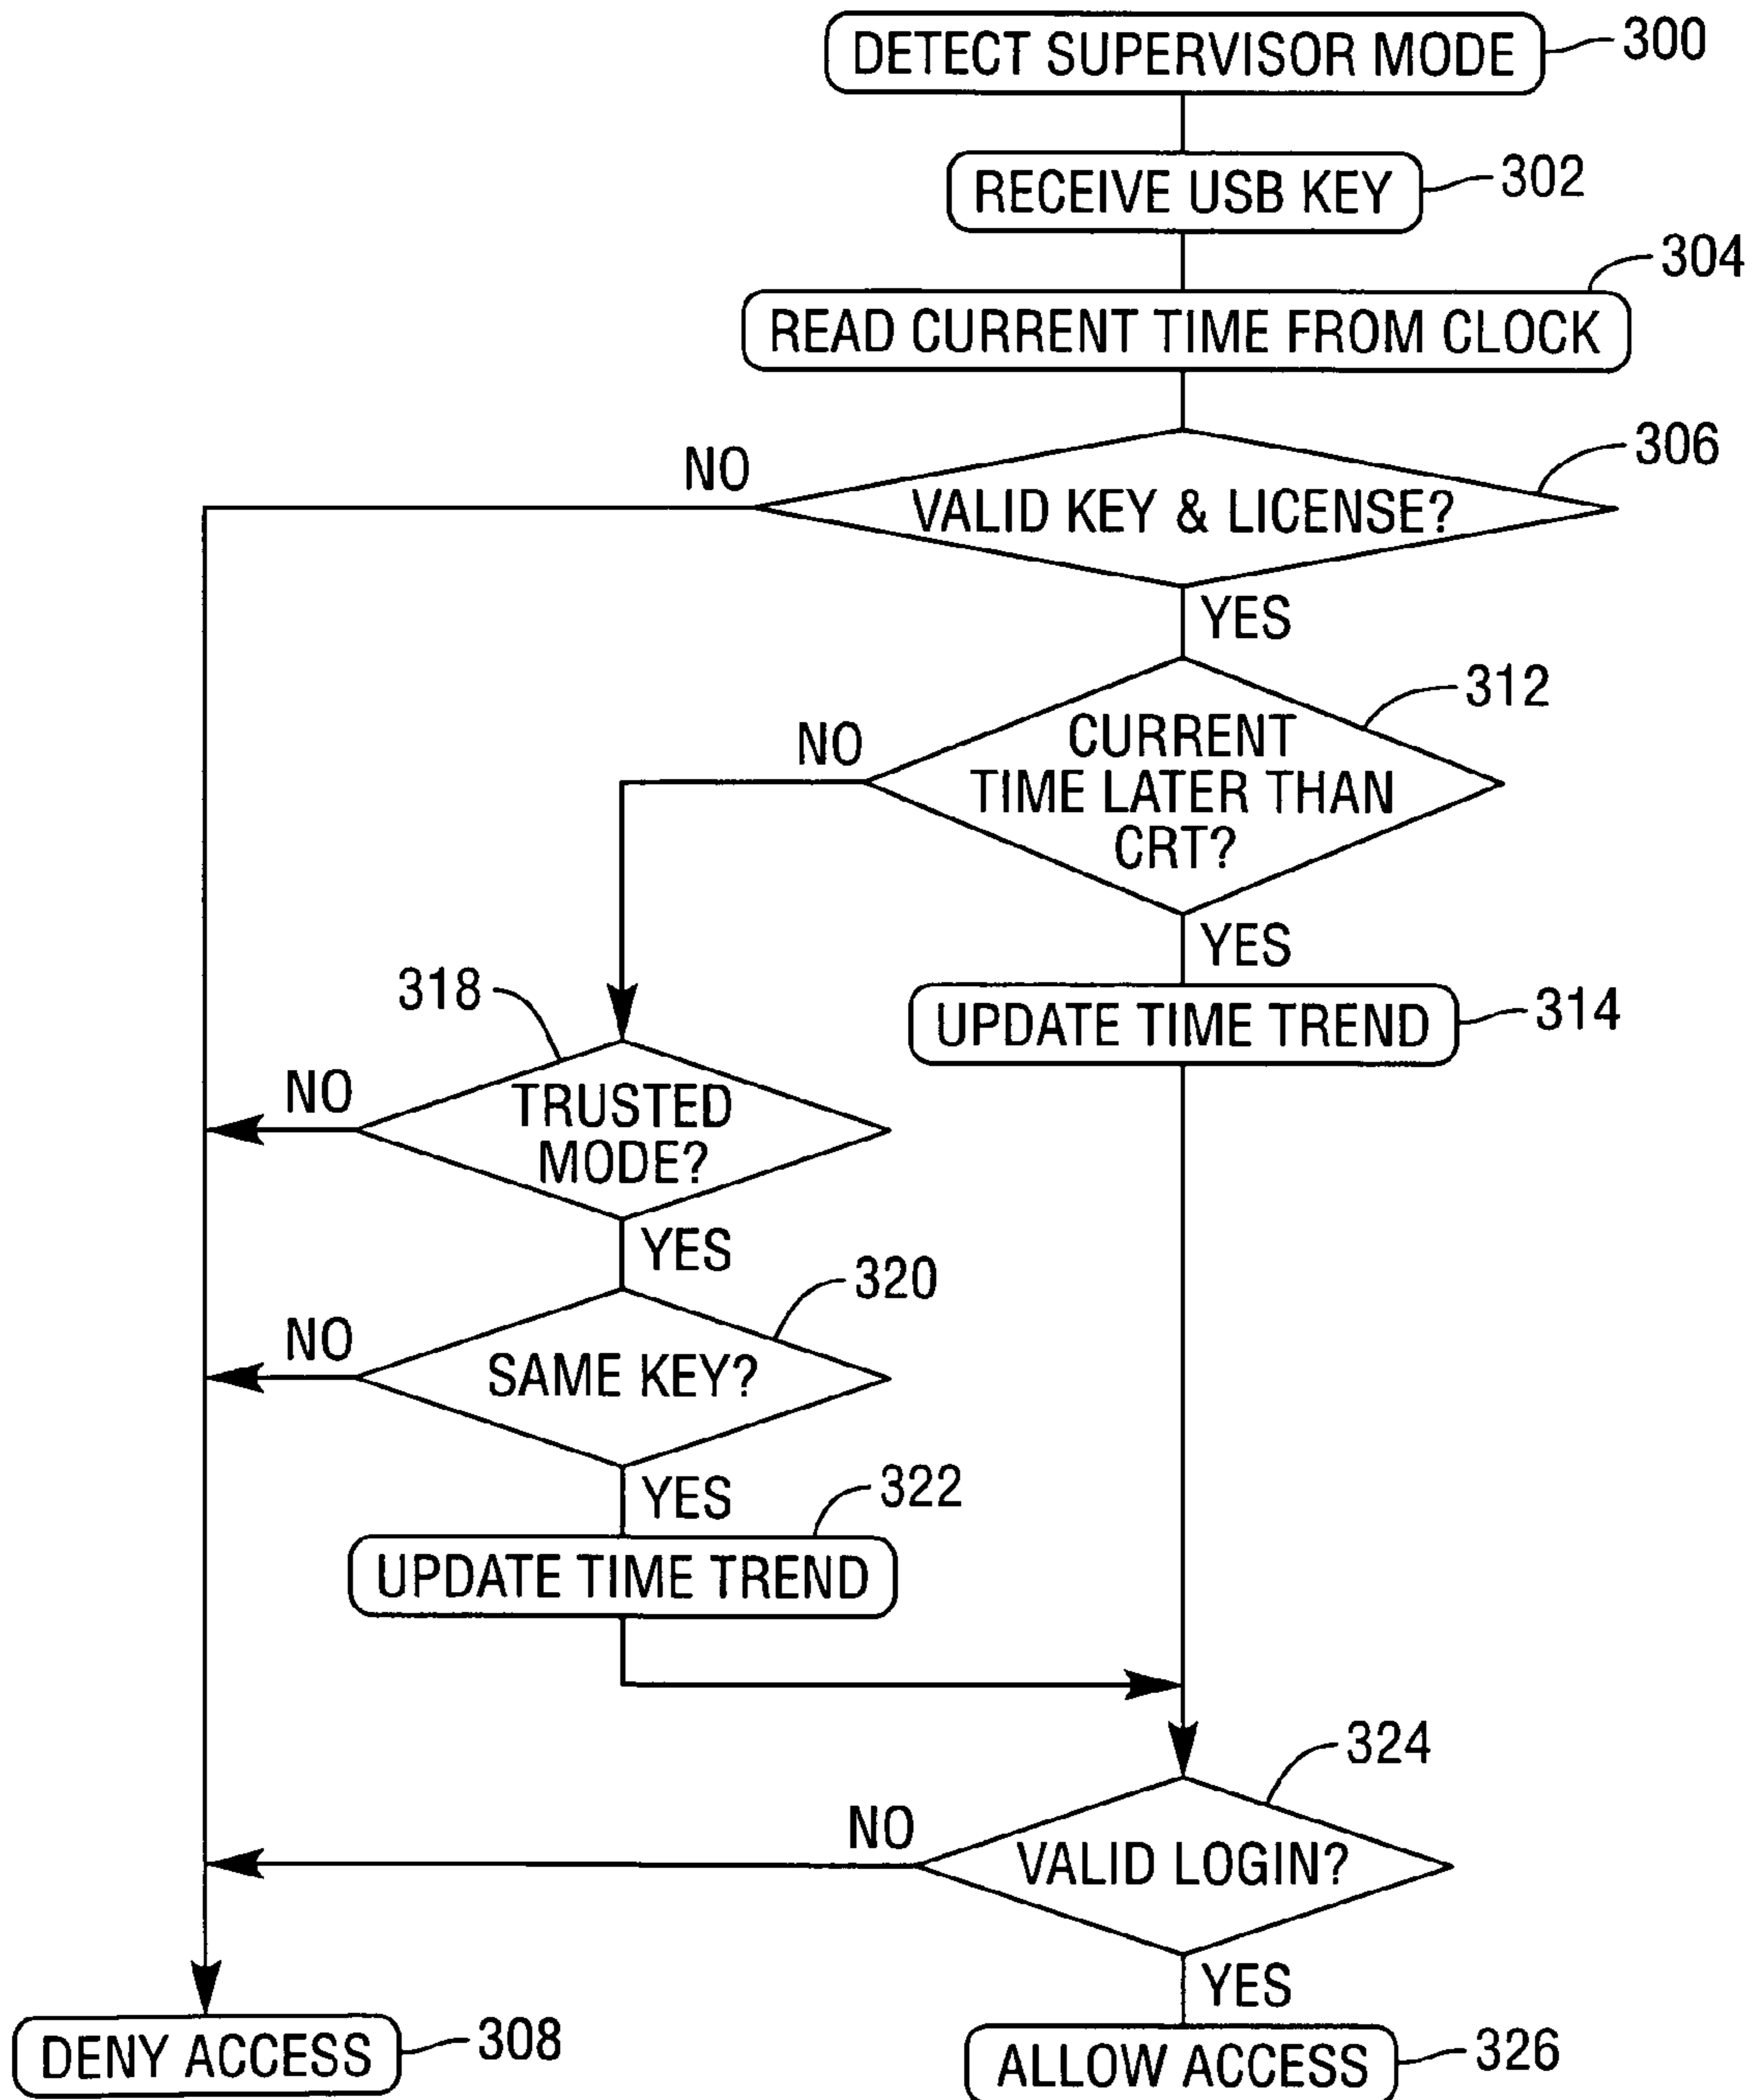 DETECT SUPERVISOR MODE
300
RECEIVE USB KEY
302
304
READ CURRENT TIME FROM CLOCK
306
NO
VALID KEY & LICENSE?
YES
312
NO
CURRENT
TIME LATER THAN
CRT?
YES
318
UPDATE TIME TREND
314
NO
TRUSTED
MODE?
YES
320
NO
SAME KEY?
YES
322
UPDATE TIME TREND
324
NO
VALID LOGIN?
YES
DENY ACCESS
308
ALLOW ACCESS
326